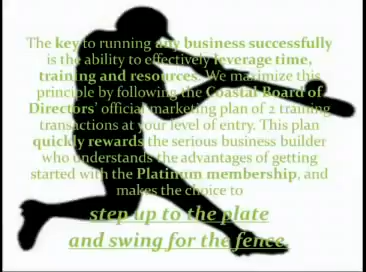 The key to running any business successfully
is the ability to effectively leverage time,
training and resources. We maximize this
principle by following the Coastal Board of
Directors' official marketing plan of 2 training
transactions at your level of entry. This plan
quickly rewards the serious business builder
who understands the advantages of getting
started with the Platinum membership, and
makes the choice to
step up to the plate
and swing for the fence.